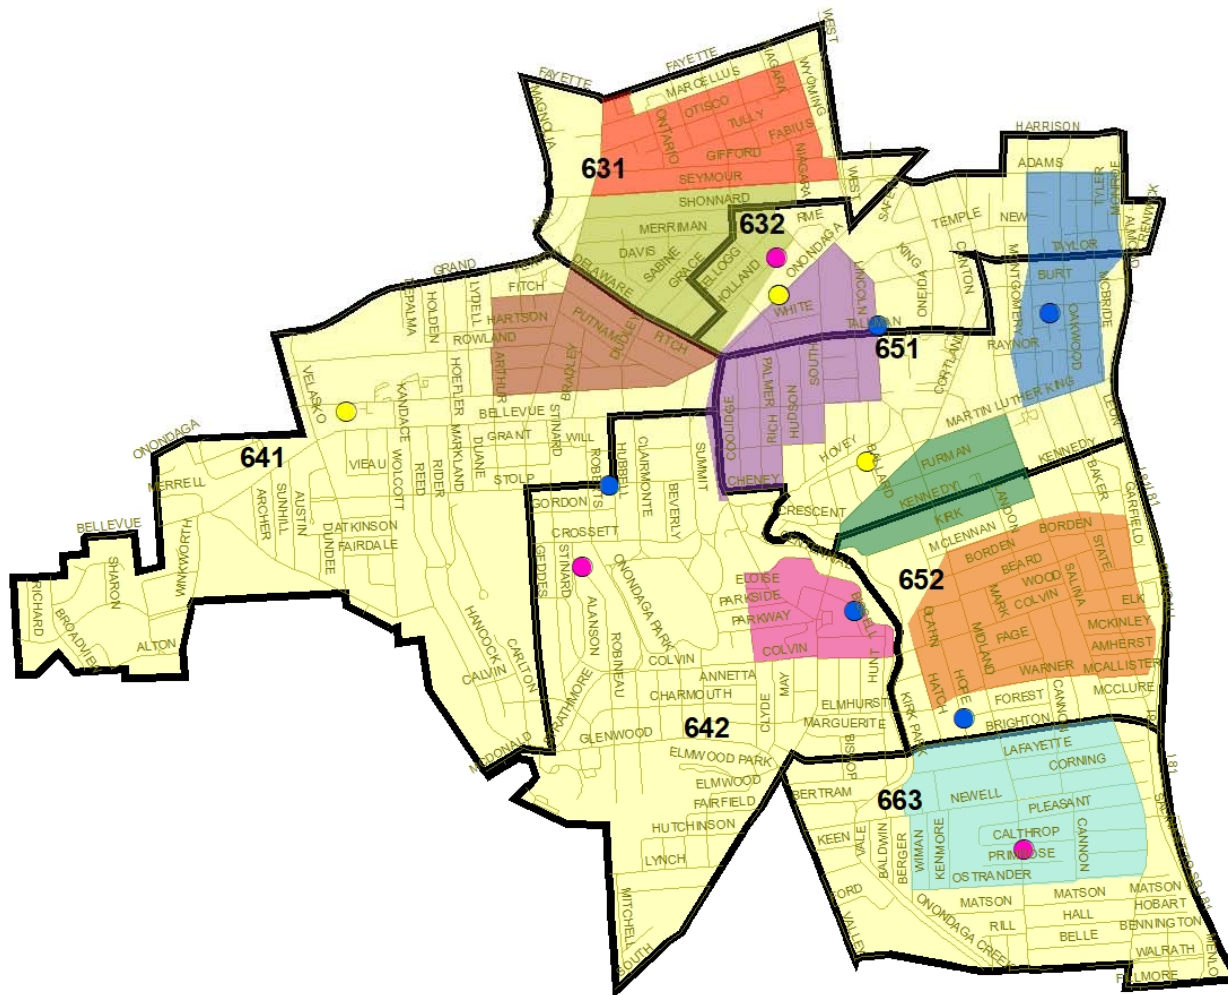 WEST
FAYETTE
FAYETTE
MARCELLUS
WYOMING
MAGNOLIA
OTISCO
ONTARIO
TULLY
FABIUS
GIFFORD
NIAGARA
631
SEYMOUR
WEST
SHONNARD
HARRISON
ADAMS
TYLER
MONROE
RENWICK
632
MERRIMAN
ONONDAGA
TEMPLE
NEW
DAVIS
SABINE
GRACE
HOLLAND
KING A
ONEIDA
TAYLOR
GRAND
DELAWARE
LINCOLN
BURT
MONTGOMERY
MCBRIDE
DEPALMA
HOLDEN
LYDELL
FITCH
HARTSON
ROWLAND
PUTNAM
DUDLEY
FITCH
WHITE
TALLMAN
OAKWOOD
RAYNOR
651
CORTLAND
ARTHUR
BRADLEY
HOEFLER
PALMER
SOUTH
VELASKO
KANDACE
BELLEVUE
COOLIDGE
RICH
HUDSON
MARTIN LUTHER KING
LEON
GRANT
STINARD
WILL
MARKLAND
DUANE
HUBBELL
CLAIRMONTE
SUMMIT
HOVEY
BALLARD
FURMAN
KENNEDY
ONONDAGA
641
VIEAU
WOLCOTT
REED
RIDER
STOLP
CHENEY
KENNEDY
BAKER
GARFIELD
MERRELL
ARCHER
SUNHILL
AUSTIN
GORDON
BEVERLY
CRESCENT
KIRK
BELLEVUE
WINKWORTH
DUNDEE
DATKINSON
FAIRDALE
CROSSETT
MCLENNAN
BORDEN
SHARON
GEDDES
STINARD
ONONDAGA PARK
ELOISE
652
BORDEN
BEARD
STATE
WOOD
SALINA
RICHARD
PARKSIDE
MARK
COLVIN
ELK
BROADVIEW
PARKWAY
GLAHN
MIDLAND
PAGE
MCKINLEY
ALTON
HANCOCK
ALANSON
ROBINEAU
COLVIN
AMHERST
CARLTON
CALVIN
COLVIN
HUNT
WARNER
MCALLISTER
ANNETTA
MAY
HATCH
HOPE
CANNON
MCCLURE
STRATHMORE
CHARMOUTH
CLYDE
ELMHURST
FOREST
642
MARGUERITE
KIRK PARK
BRIGHTON
MCDONALD
GLENWOOD
BISHOP
LAFAYETTE
ELMWOOD PARK
CORNING
I 81
ELMWOOD
BERTRAM
663
NEWELL
PLEASANT
FAIRFIELD
HUTCHINSON
KEEN
VALE
BALDWIN
BERGER
WIMAN
KENMORE
CALTHROP
CANNON
LYNCH
PRIMROSE
OSTRANDER
MITCHELL
FORD
MATSON
MATSON
MATSON
ONONDAGA CREEK
HALL
HOBART
VALLEY
RILL
BELLE
BENNINGTON
SOUTH
WALRATH
MENLO
FILLMORE